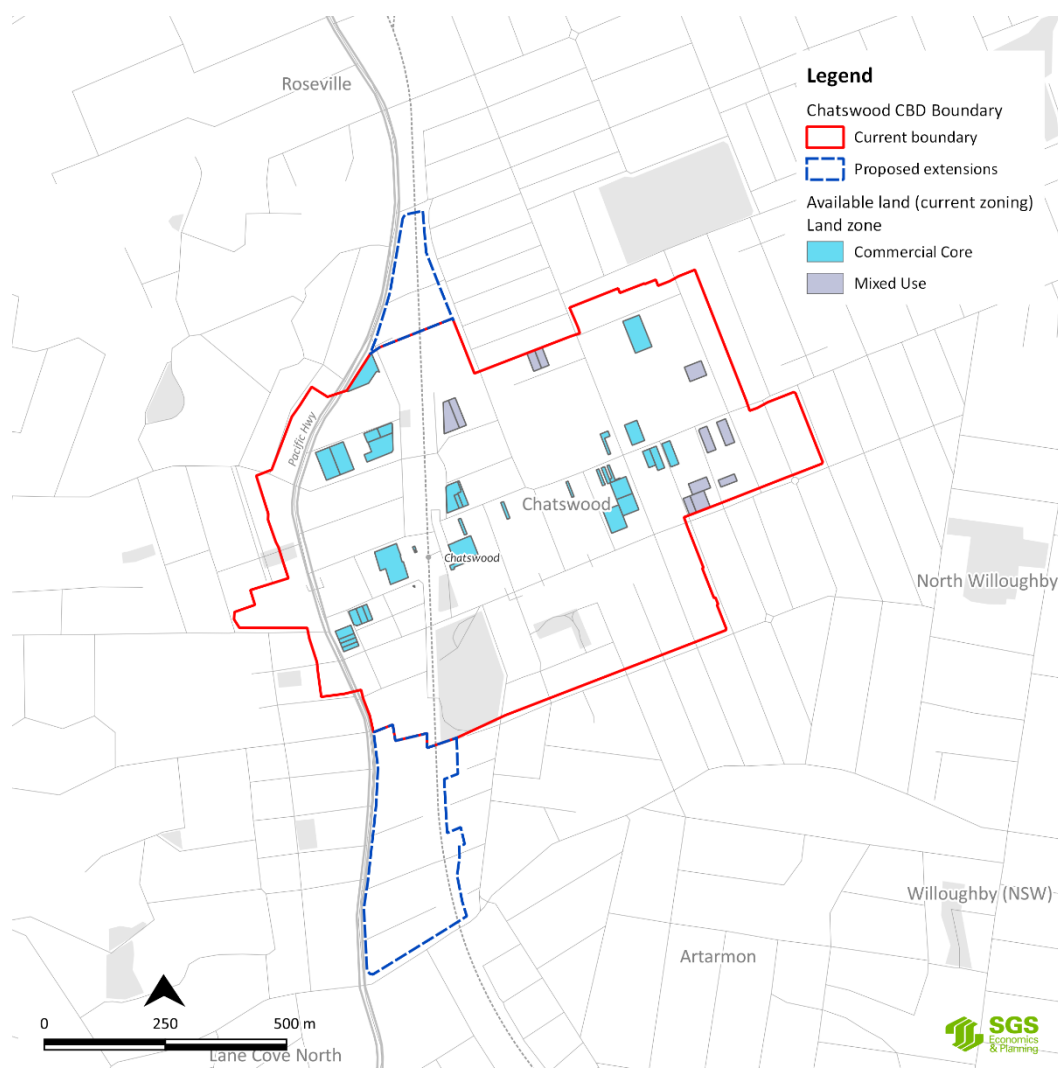 Roseville
Legend
Chatswood CBD Boundary
Current boundary
Proposed extensions
Available land (current zoning)
Land zone
Commercial Core
Mixed Use
Pacific Hwy
Chatswood
Chatswood
North Willoughby
Willoughby (NSW)
Artarmon
0 250 500 m
Lane Cove North
SGS
Economics
& Planning